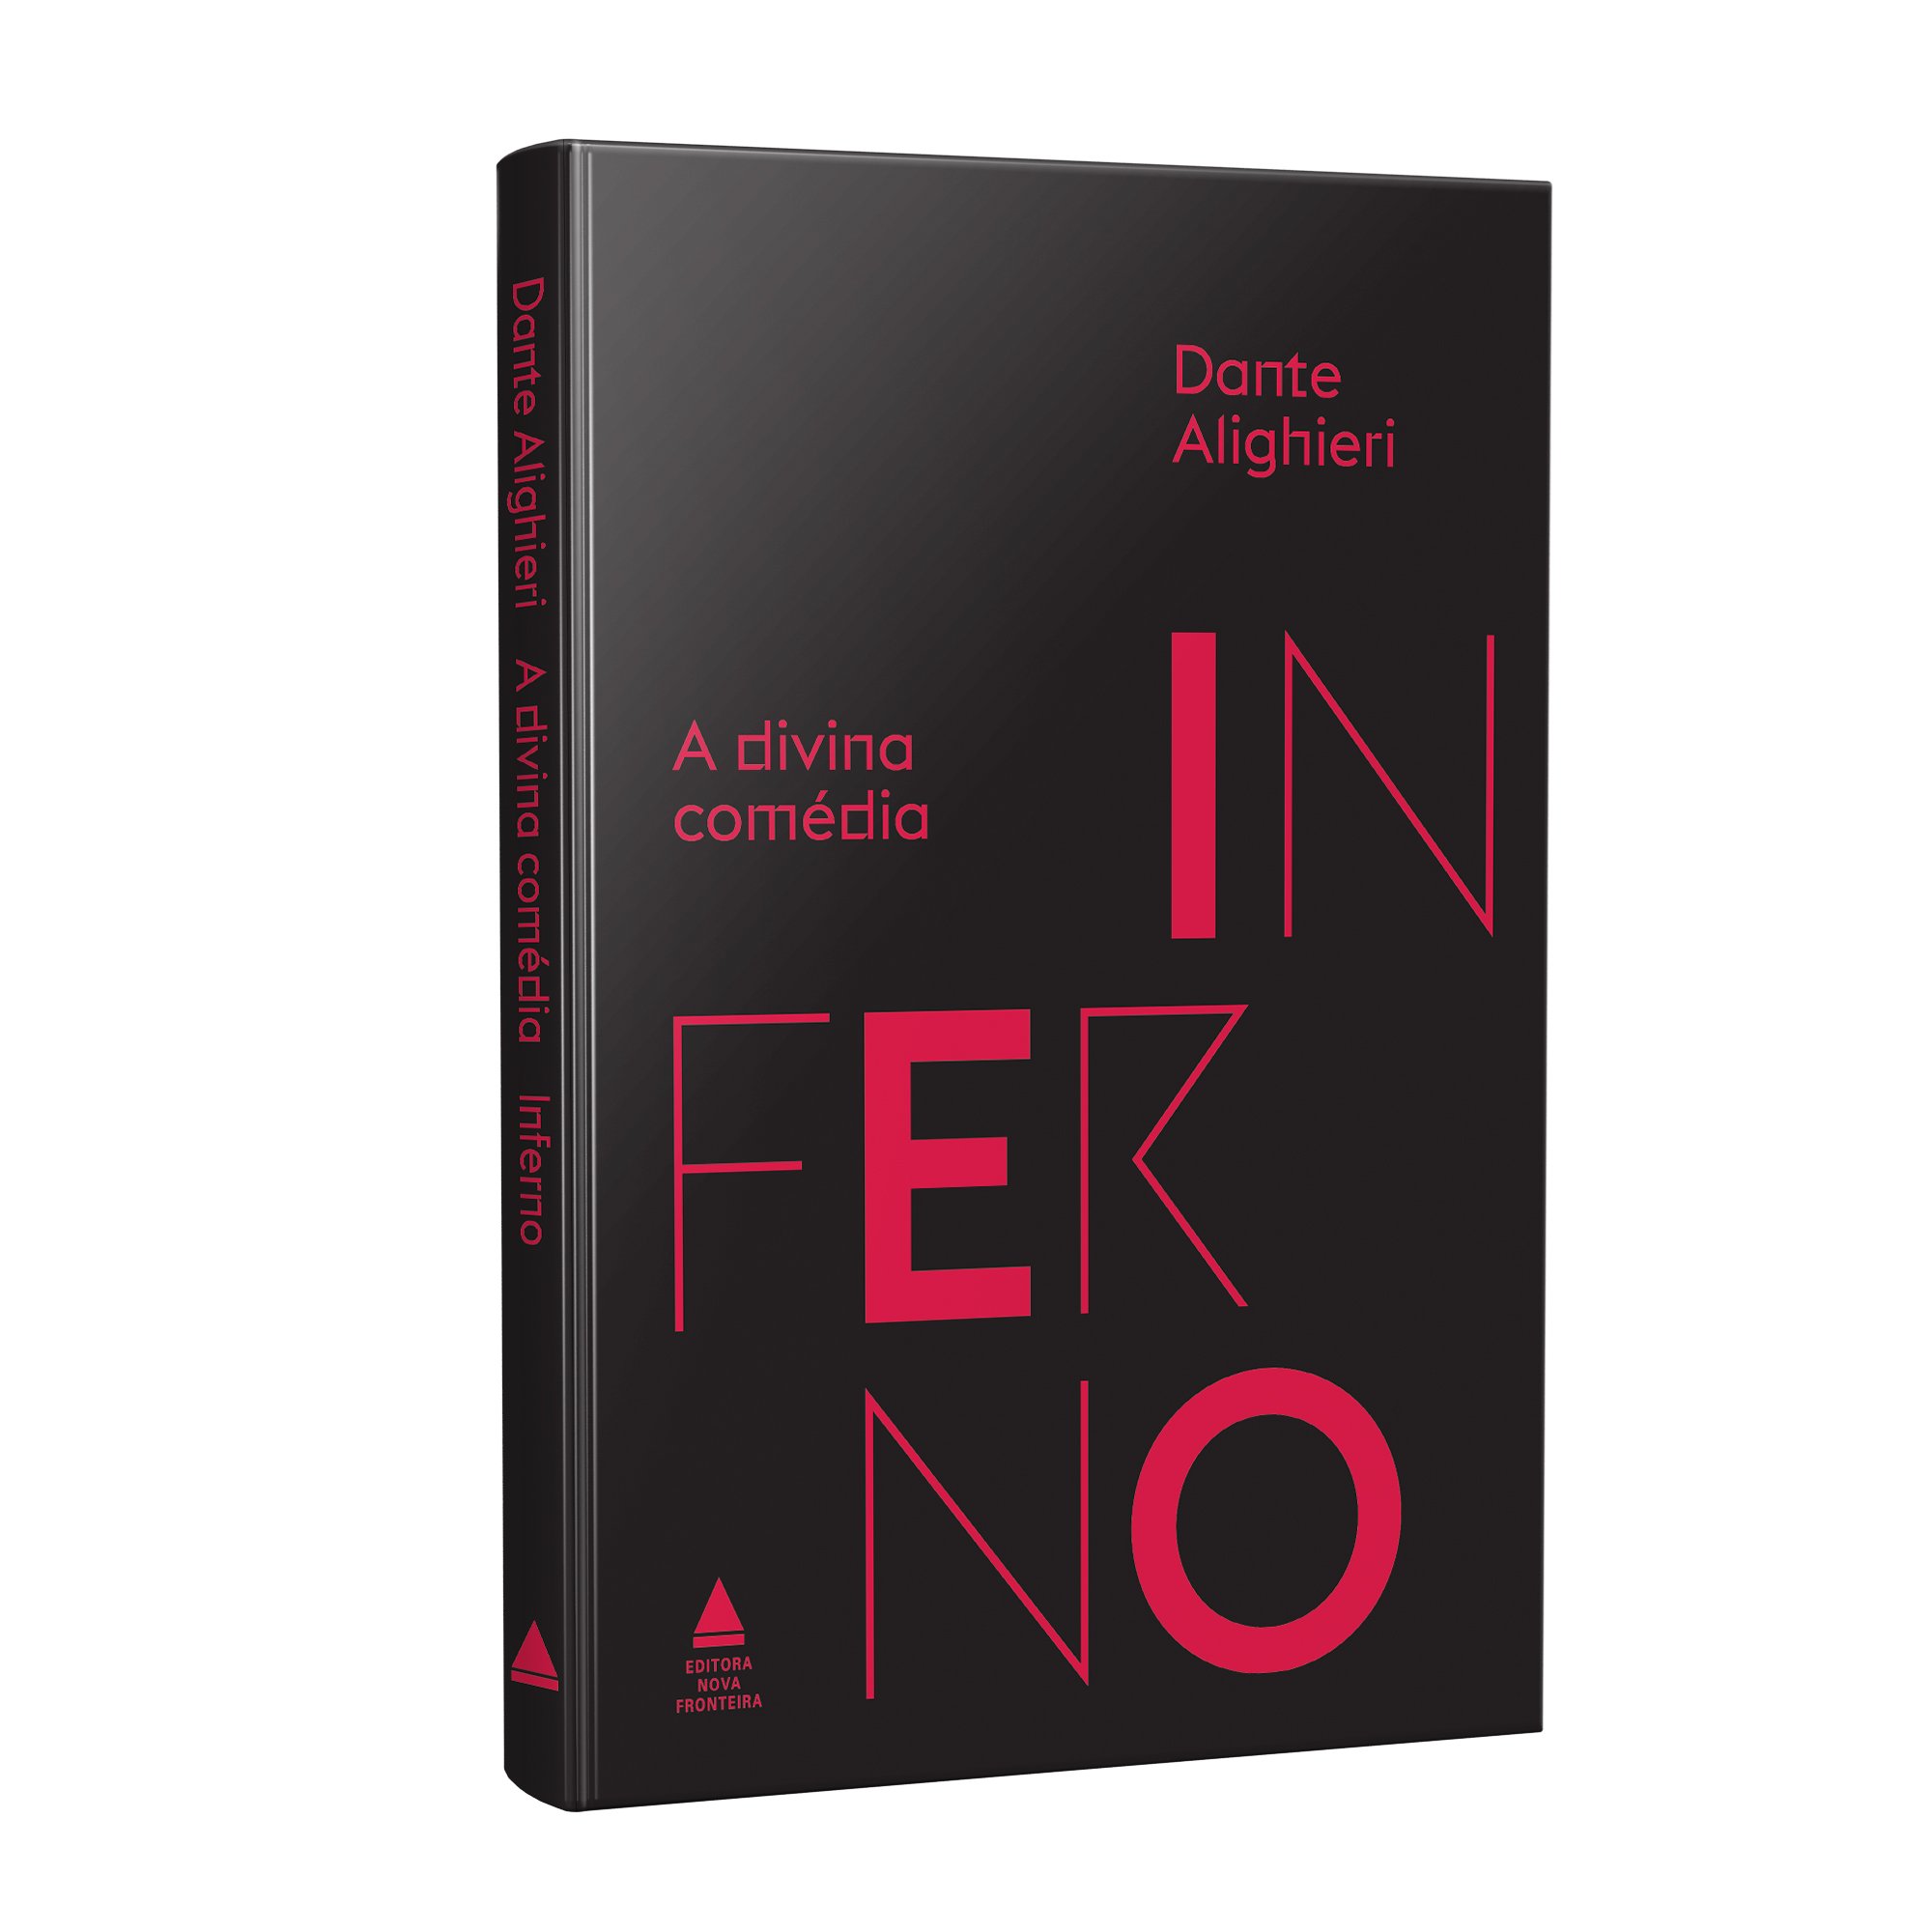 Dante Alighieri A divina comédia Inferno
Dante
Alighieri
A divina
comédia
IN
FER
NO
EDITORA
NOVA
FRONTEIRA